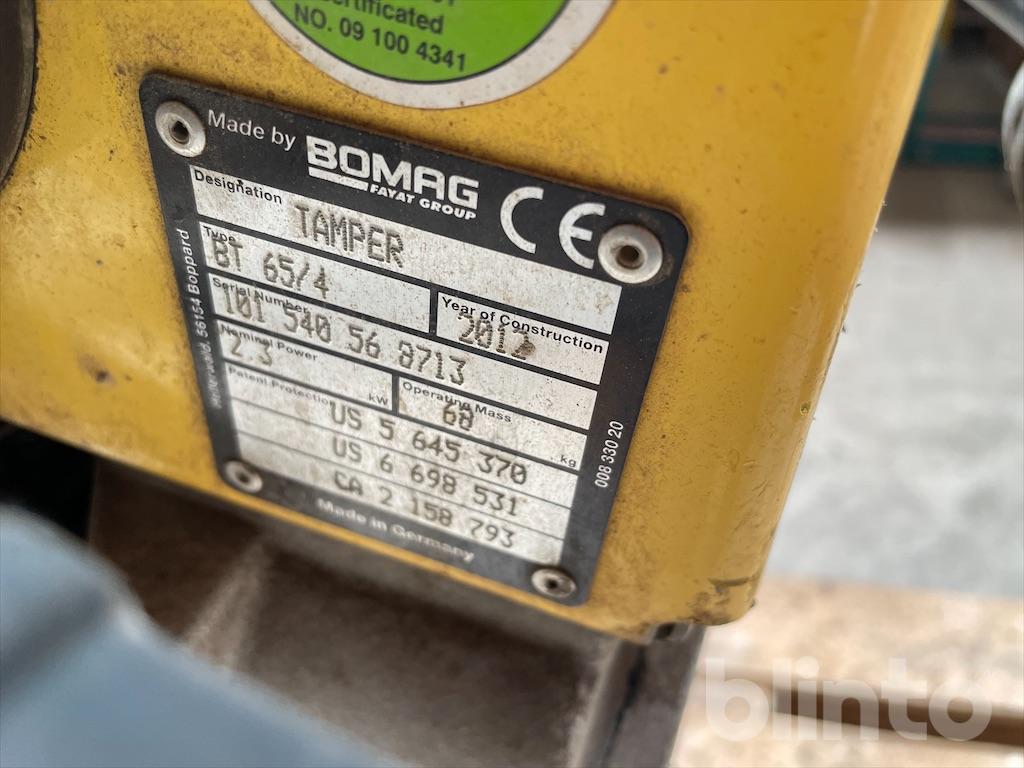 Certificated
NO. 09 100 4341
Made by BOMAG
FAYAT GROUP
CE
Designation TAMPER
Type
BT 65/4
Year of Construction
2012
Serial Number
101 540 56 8713
Nominal Power
2 3 kW
Operating Mass
68 kg
Patent Protection
US 5 645 370
US 6 698 531
CA 2 158 793
Made in Germany
56154 Boppard
008 330 20
blinto